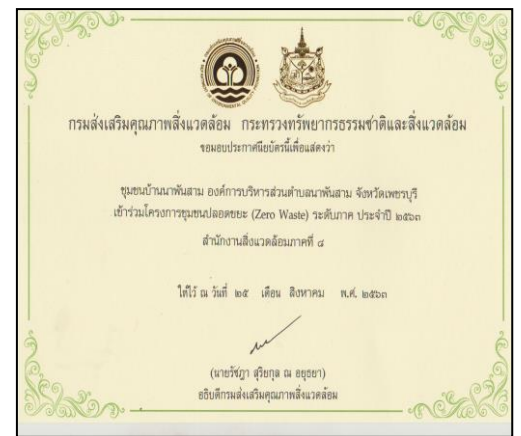 กรมส่งเสริมคุณภาพสิ่งแวดล้อม กระทรวงทรัพยากรธรรมชาติและสิ่งแวดล้อม
ขอมอบประกาศนียบัตรนี้เพื่อแสดงว่า
ชุมชนบ้านนาพันสาม องค์การบริหารส่วนตำบลนาพันสาม จังหวัดเพชรบุรี
เข้าร่วมโครงการชุมชนปลอดขยะ (Zero Waste) ระดับภาค ประจำปี ๒๕๖๓
สำนักงานสิ่งแวดล้อมภาคที่ ๘
ให้ไว้ ณ วันที่ ๒๕ เดือน สิงหาคม พ.ศ. ๒๕๖๓
(นายรัชฎา สุริยกุล ณ อยุธยา)
อธิบดีกรมส่งเสริมคุณภาพสิ่งแวดล้อม